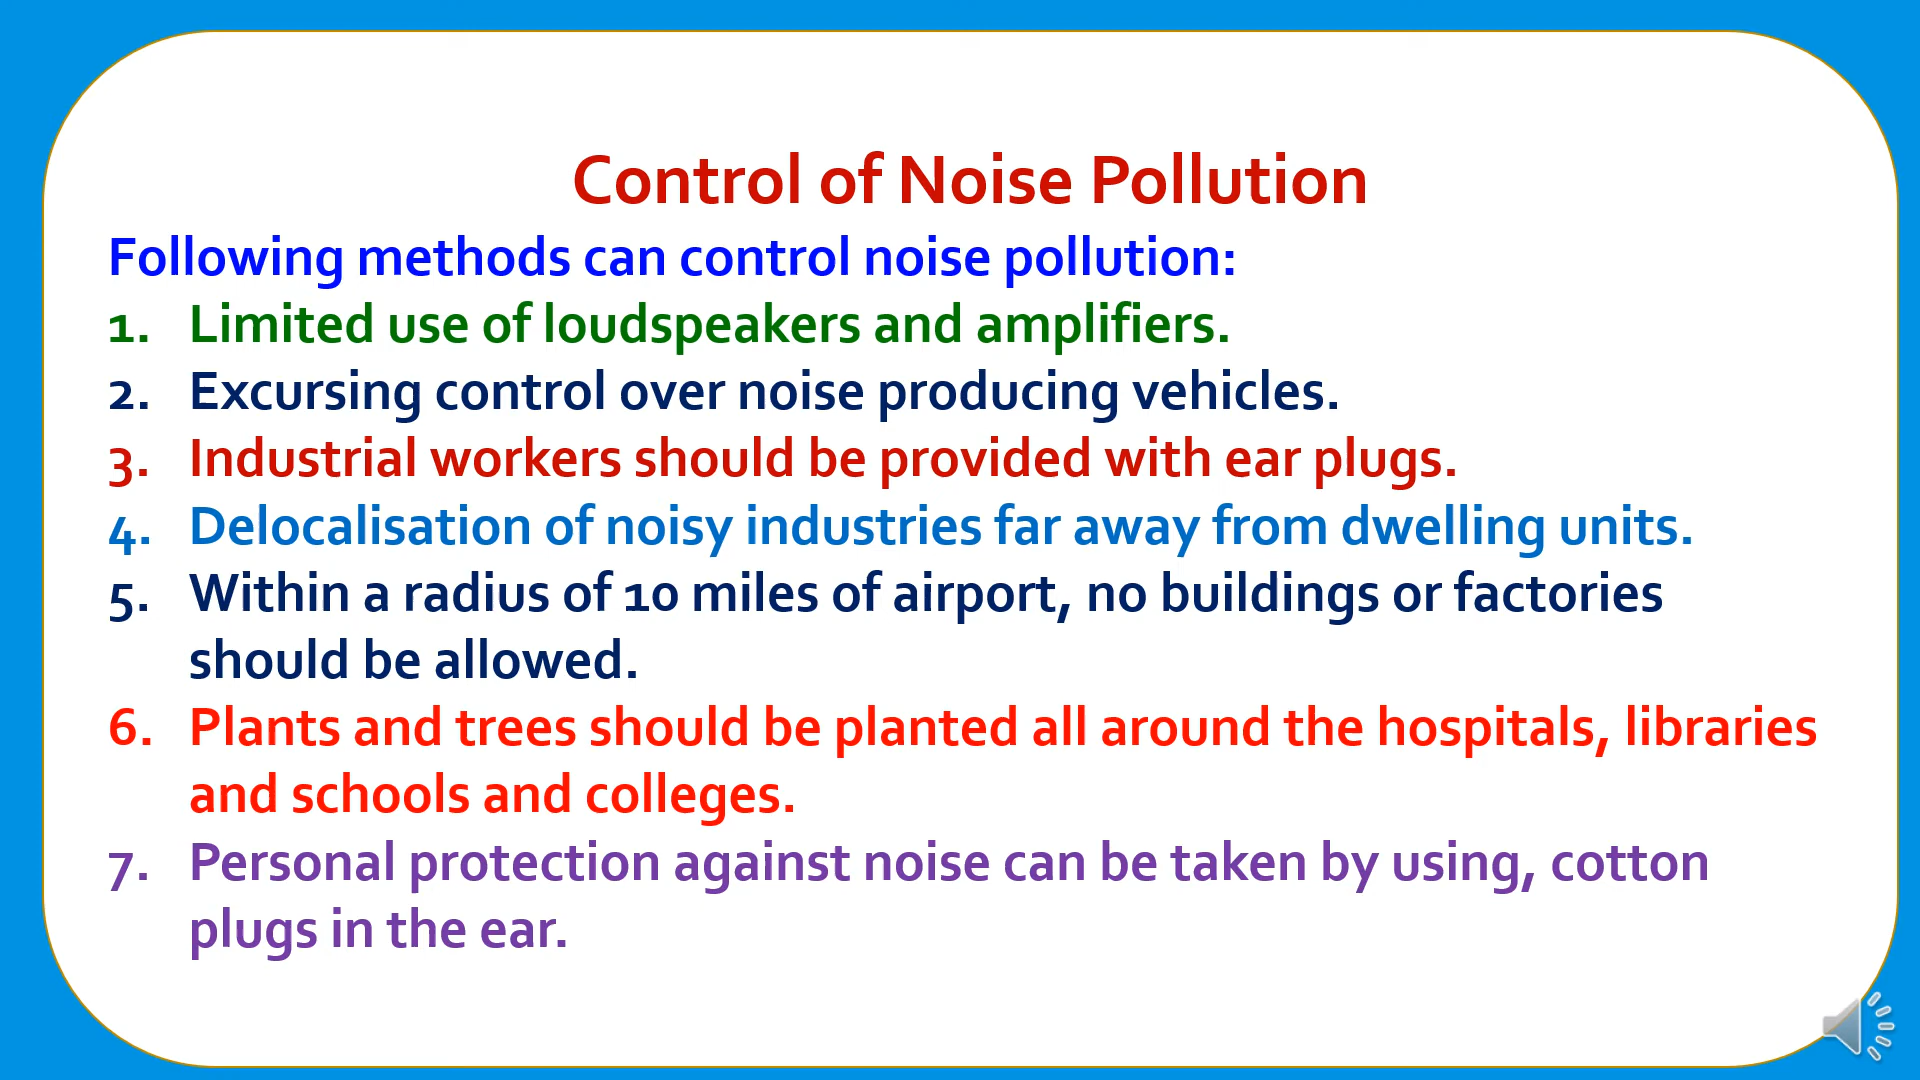 Control of Noise Pollution
Following methods can control noise pollution:
1. Limited use of loudspeakers and amplifiers.
2. Excursing control over noise producing vehicles.
3. Industrial workers should be provided with ear plugs.
4. Delocalisation of noisy industries far away from dwelling units.
5. Within a radius of 10 miles of airport, no buildings or factories
should be allowed.
6. Plants and trees should be planted all around the hospitals, libraries
and schools and colleges.
7. Personal protection against noise can be taken by using, cotton
plugs in the ear.